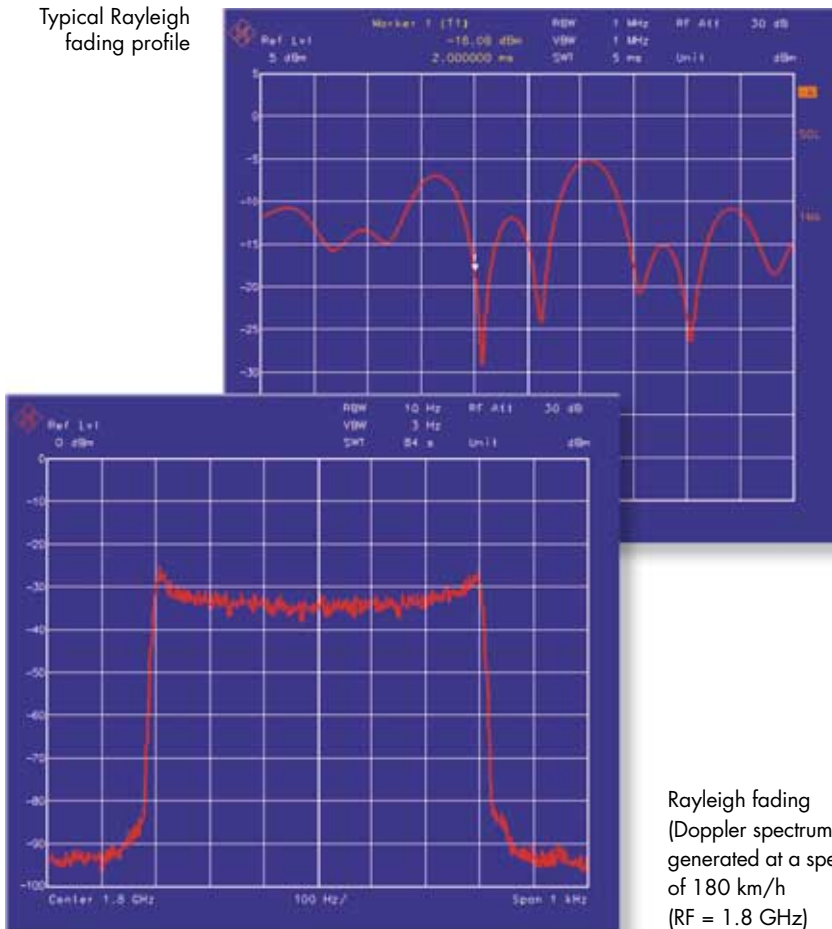 Typical Rayleigh
fading profile
Marker 1 (T1) RBW 1 MHz RF Att 30 dB
Ref Lvl -16.08 dBm VBW 1 MHz
5 dBm 2.000000 ms SWT 5 ms Unit dBm
5
0
-5
-10
-15
-20
-25
-30
RBW 10 Hz RF Att 30 dB
Ref Lvl VBW 3 Hz
0 dBm SWT 84 s Unit dBm
0
-10
-20
-30
-40
-50
-60
-70
-80
-90
-100
Center 1.8 GHz 100 Hz/ Span 1 kHz
Rayleigh fading
(Doppler spectrum
generated at a spe
of 180 km/h
(RF = 1.8 GHz)